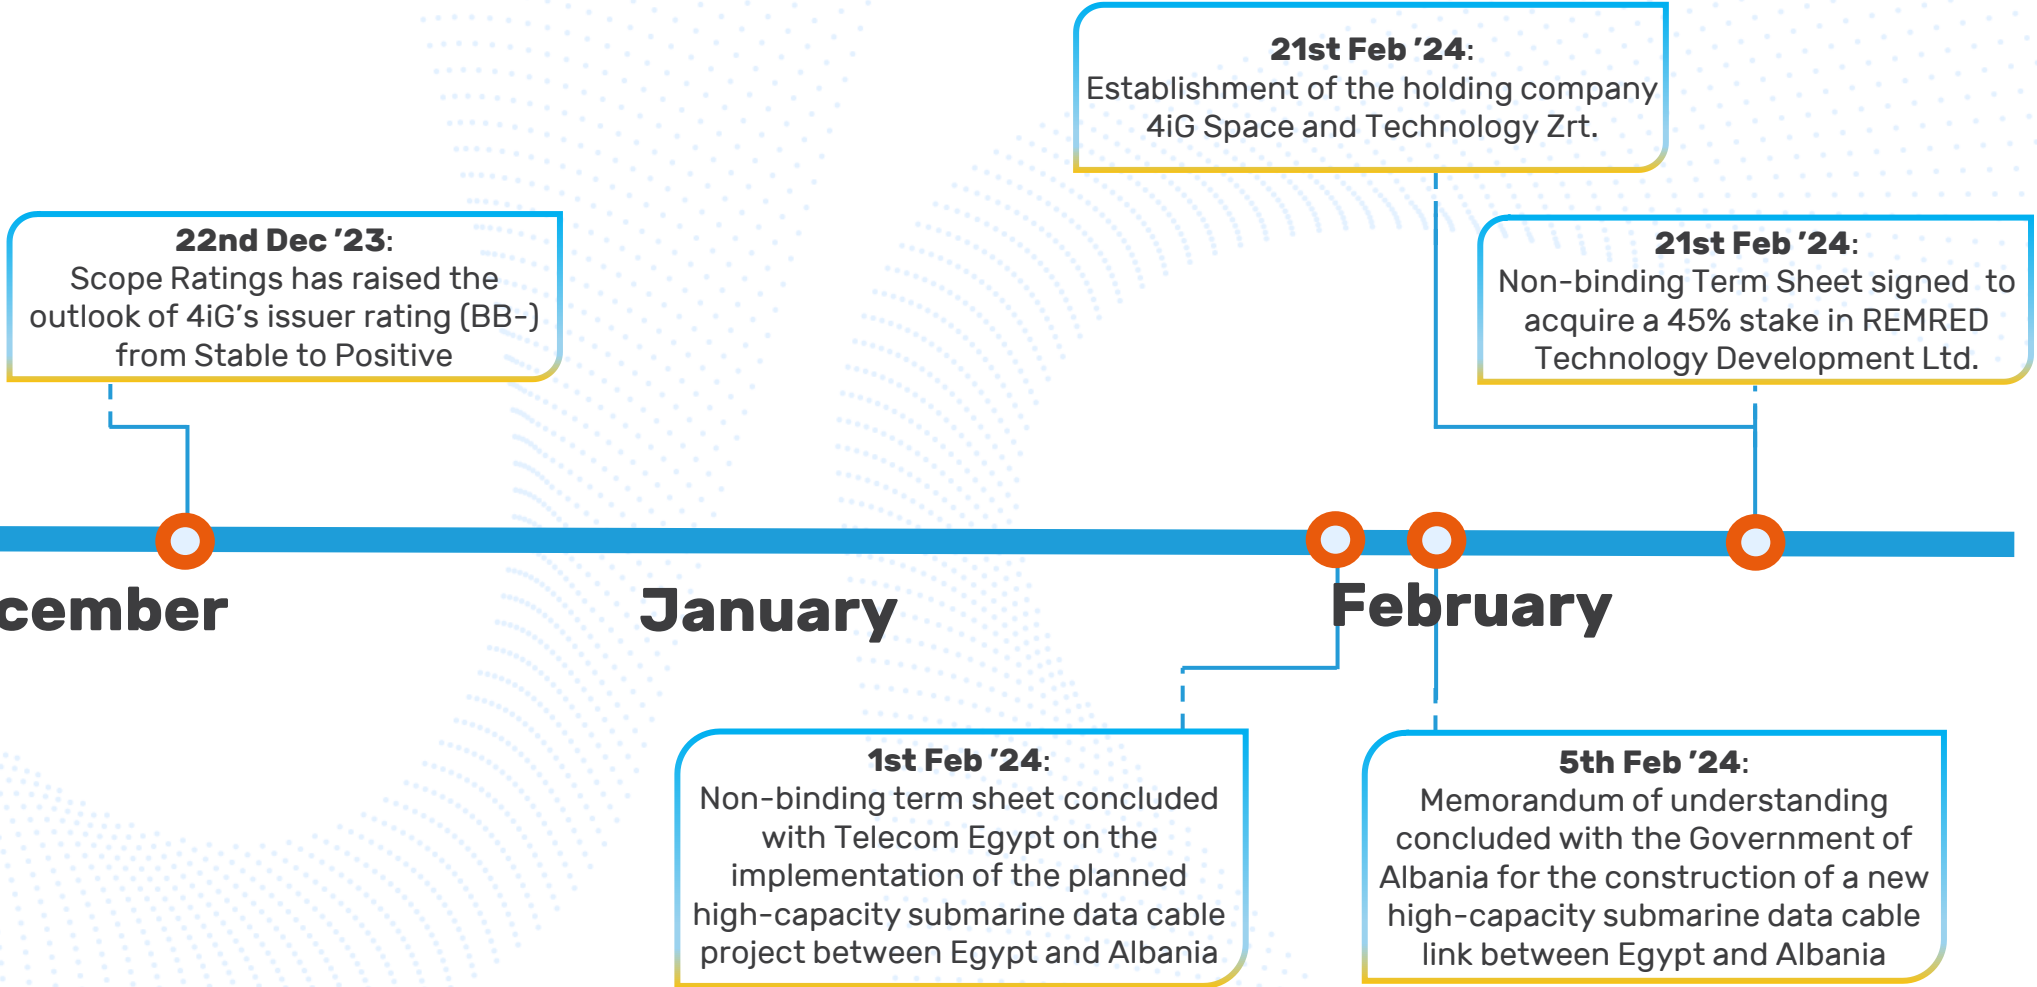 21st Feb ’24:
Establishment of the holding company
4iG Space and Technology Zrt.
22nd Dec ’23:
Scope Ratings has raised the
outlook of 4iG’s issuer rating (BB-)
from Stable to Positive
21st Feb ’24:
Non-binding Term Sheet signed to
acquire a 45% stake in REMRED
Technology Development Ltd.
cember
January
February
1st Feb ’24:
Non-binding term sheet concluded
with Telecom Egypt on the
implementation of the planned
high-capacity submarine data cable
project between Egypt and Albania
5th Feb ’24:
Memorandum of understanding
concluded with the Government of
Albania for the construction of a new
high-capacity submarine data cable
link between Egypt and Albania